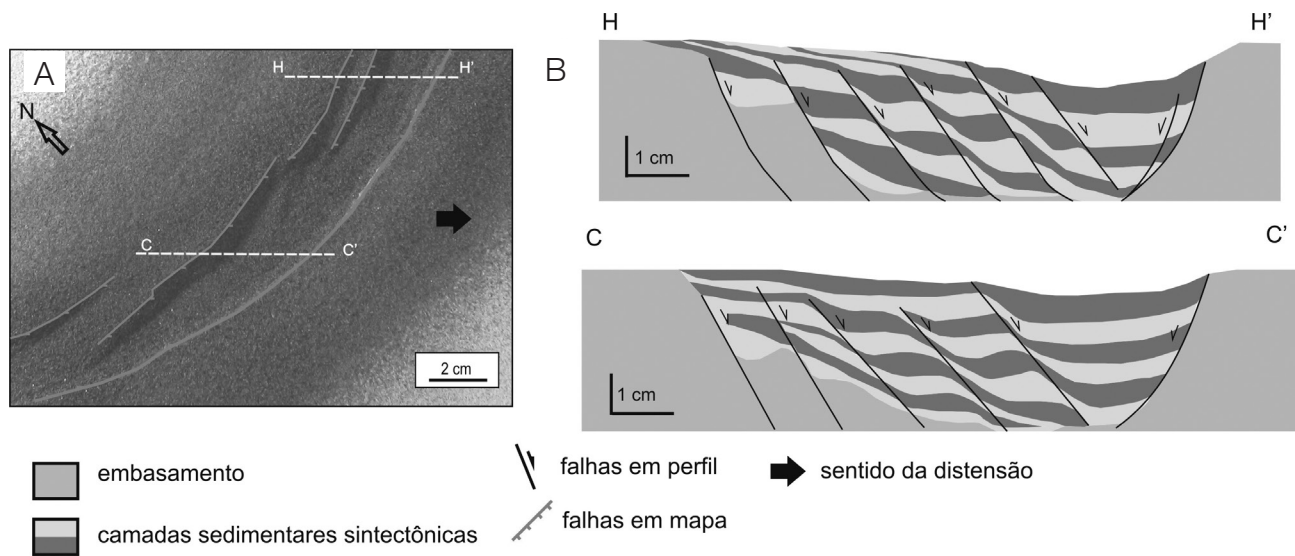 A
N
H
H'
C
C'
2 cm
B
H
H'
1 cm
C
C'
1 cm
embasamento
camadas sedimentares sintectônicas
falhas em perfil
falhas em mapa
sentido da distensão